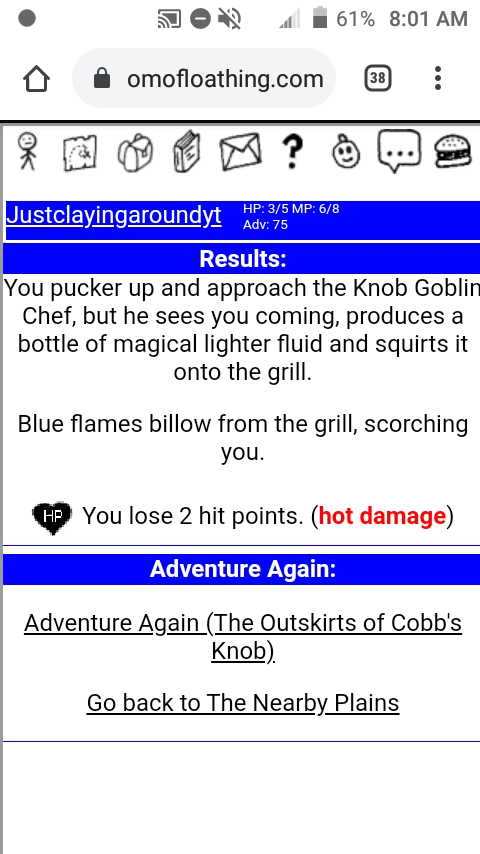 61% 8:01 AM
omofloathing.com 38
?
Justclayingaroundyt HP: 3/5 MP: 6/8
Adv: 75
Results:
You pucker up and approach the Knob Goblin
Chef, but he sees you coming, produces a
bottle of magical lighter fluid and squirts it
onto the grill.
Blue flames billow from the grill, scorching
you.
HP You lose 2 hit points. (hot damage)
Adventure Again:
Adventure Again (The Outskirts of Cobb's
Knob)
Go back to The Nearby Plains